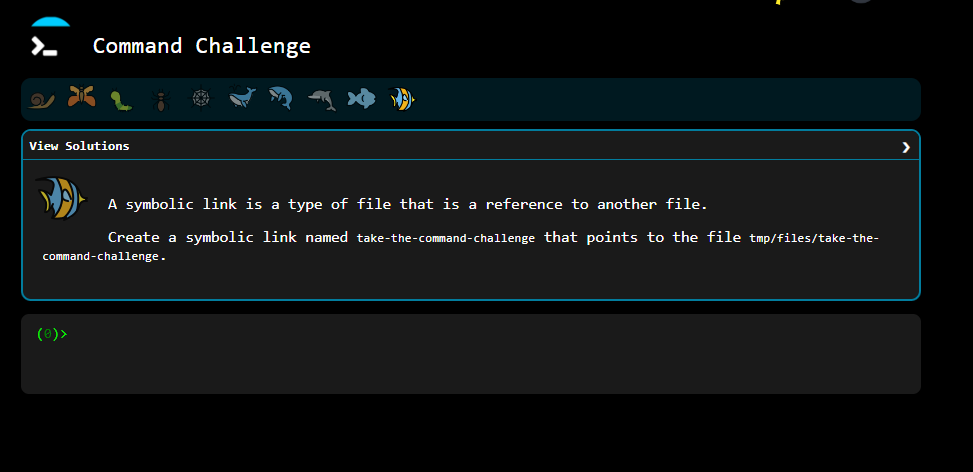 Command Challenge
View Solutions
A symbolic link is a type of file that is a reference to another file.
Create a symbolic link named take-the-command-challenge that points to the file tmp/files/take-the-
command-challenge.
(0)>